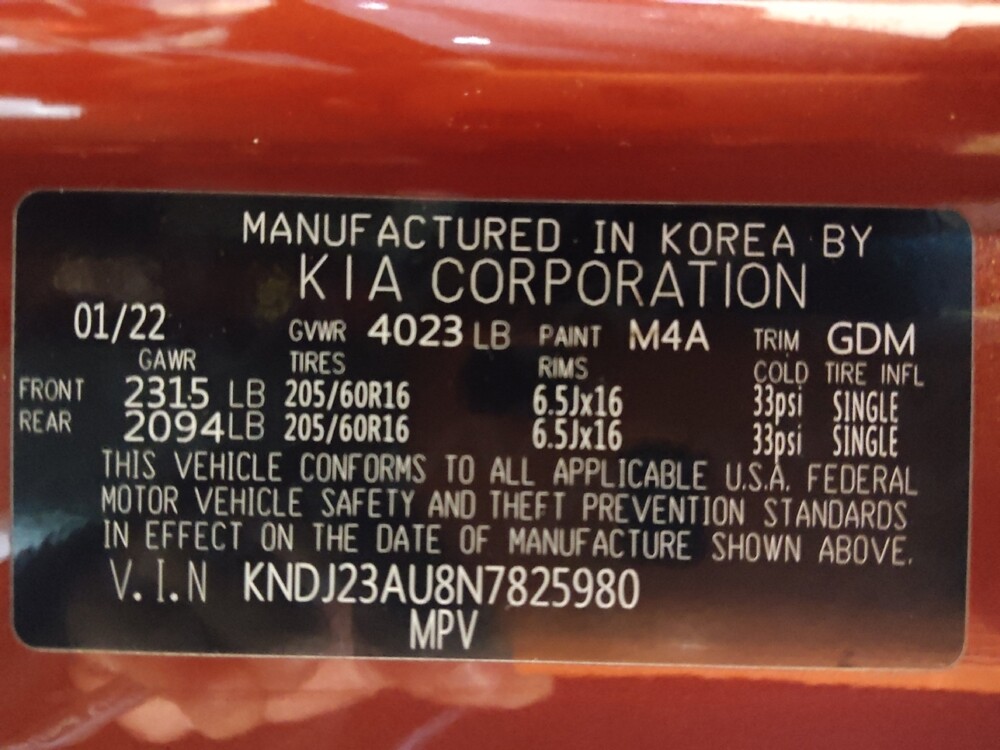 MANUFACTURED IN KOREA BY
KIA CORPORATION
01/22 GVWR 4023 LB PAINT M4A TRIM GDM
GAWR TIRES RIMS COLD TIRE INFL
FRONT 2315 LB 205/60R16 6.5Jx16 33psi SINGLE
REAR 2094 LB 205/60R16 6.5Jx16 33psi SINGLE
THIS VEHICLE CONFORMS TO ALL APPLICABLE U.S.A. FEDERAL
MOTOR VEHICLE SAFETY AND THEFT PREVENTION STANDARDS
IN EFFECT ON THE DATE OF MANUFACTURE SHOWN ABOVE.
V.I.N KNDJ23AU8N7825980
MPV